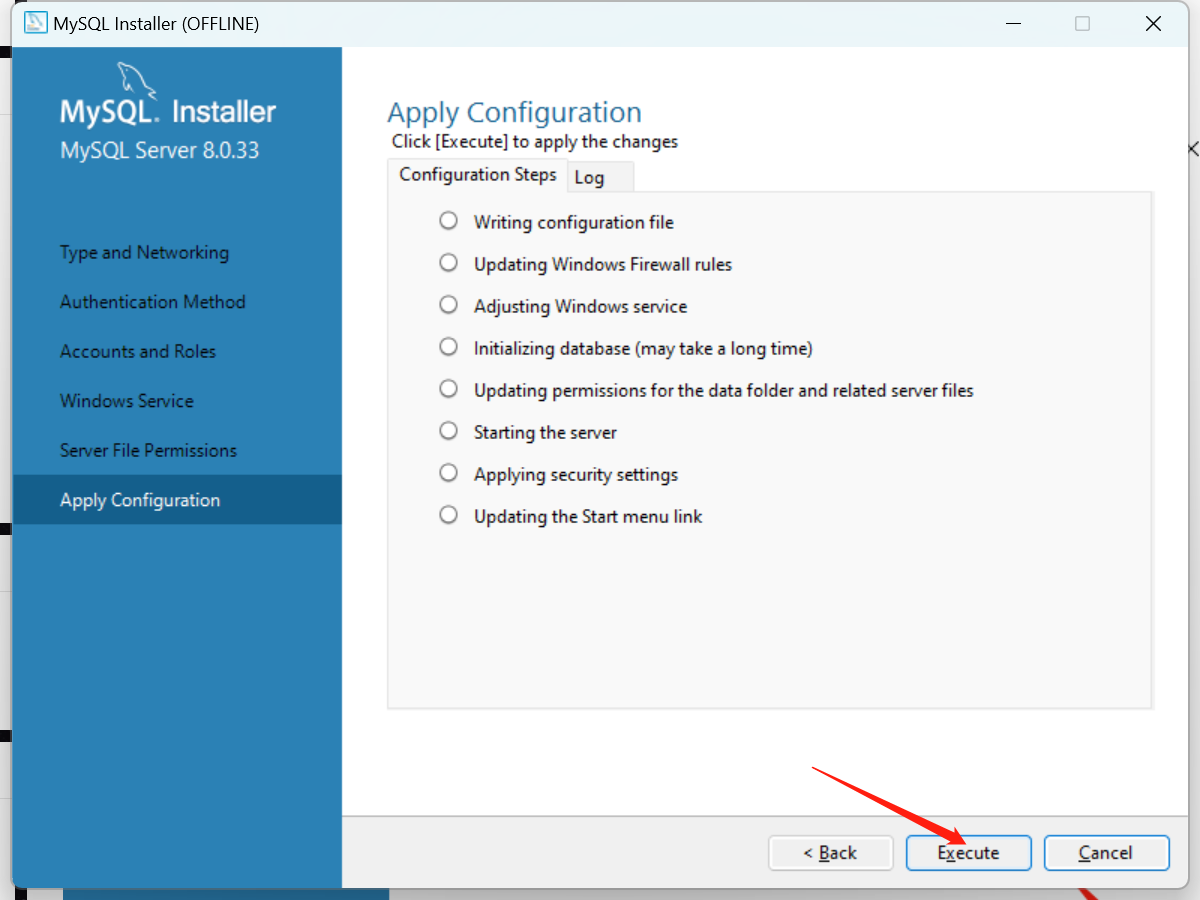 MySQL Installer (OFFLINE)
MySQL. Installer
MySQL Server 8.0.33
Type and Networking
Authentication Method
Accounts and Roles
Windows Service
Server File Permissions
Apply Configuration
Apply Configuration
Click [Execute] to apply the changes
Configuration Steps Log
Writing configuration file
Updating Windows Firewall rules
Adjusting Windows service
Initializing database (may take a long time)
Updating permissions for the data folder and related server files
Starting the server
Applying security settings
Updating the Start menu link
< Back Execute Cancel